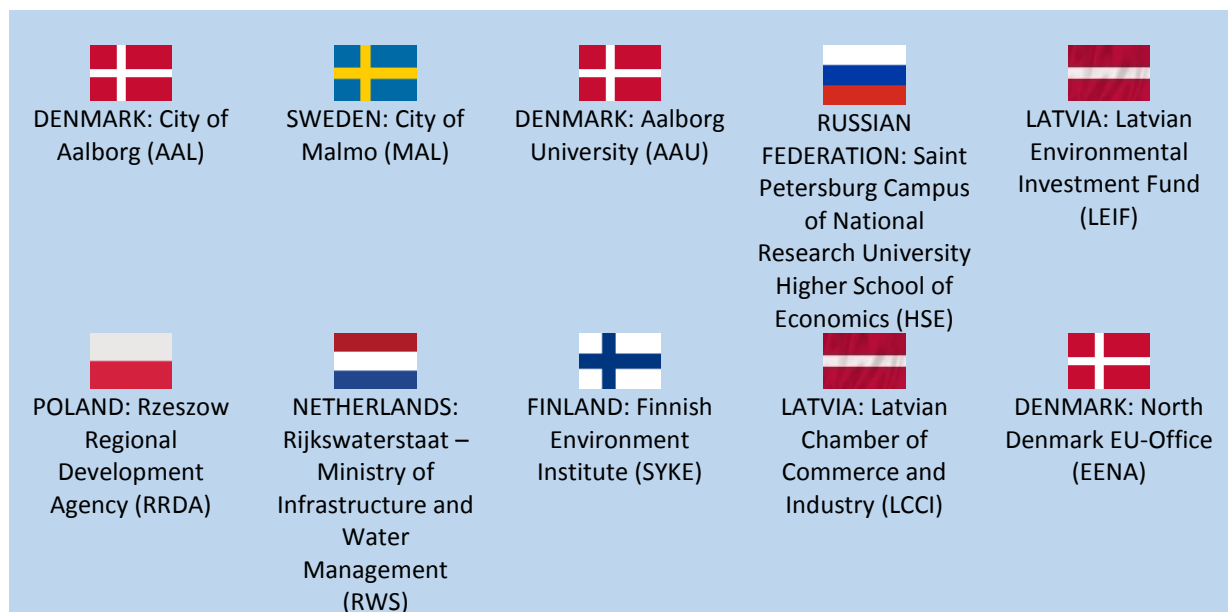 DENMARK: City of
Aalborg (AAL)
SWEDEN: City of
Malmo (MAL)
DENMARK: Aalborg
University (AAU)
RUSSIAN
FEDERATION: Saint
Petersburg Campus
of National
Research University
Higher School of
Economics (HSE)
LATVIA: Latvian
Environmental
Investment Fund
(LEIF)
POLAND: Rzeszow
Regional
Development
Agency (RRDA)
NETHERLANDS:
Rijkswaterstaat –
Ministry of
Infrastructure and
Water
Management
(RWS)
FINLAND: Finnish
Environment
Institute (SYKE)
LATVIA: Latvian
Chamber of
Commerce and
Industry (LCCI)
DENMARK: North
Denmark EU-Office
(EENA)